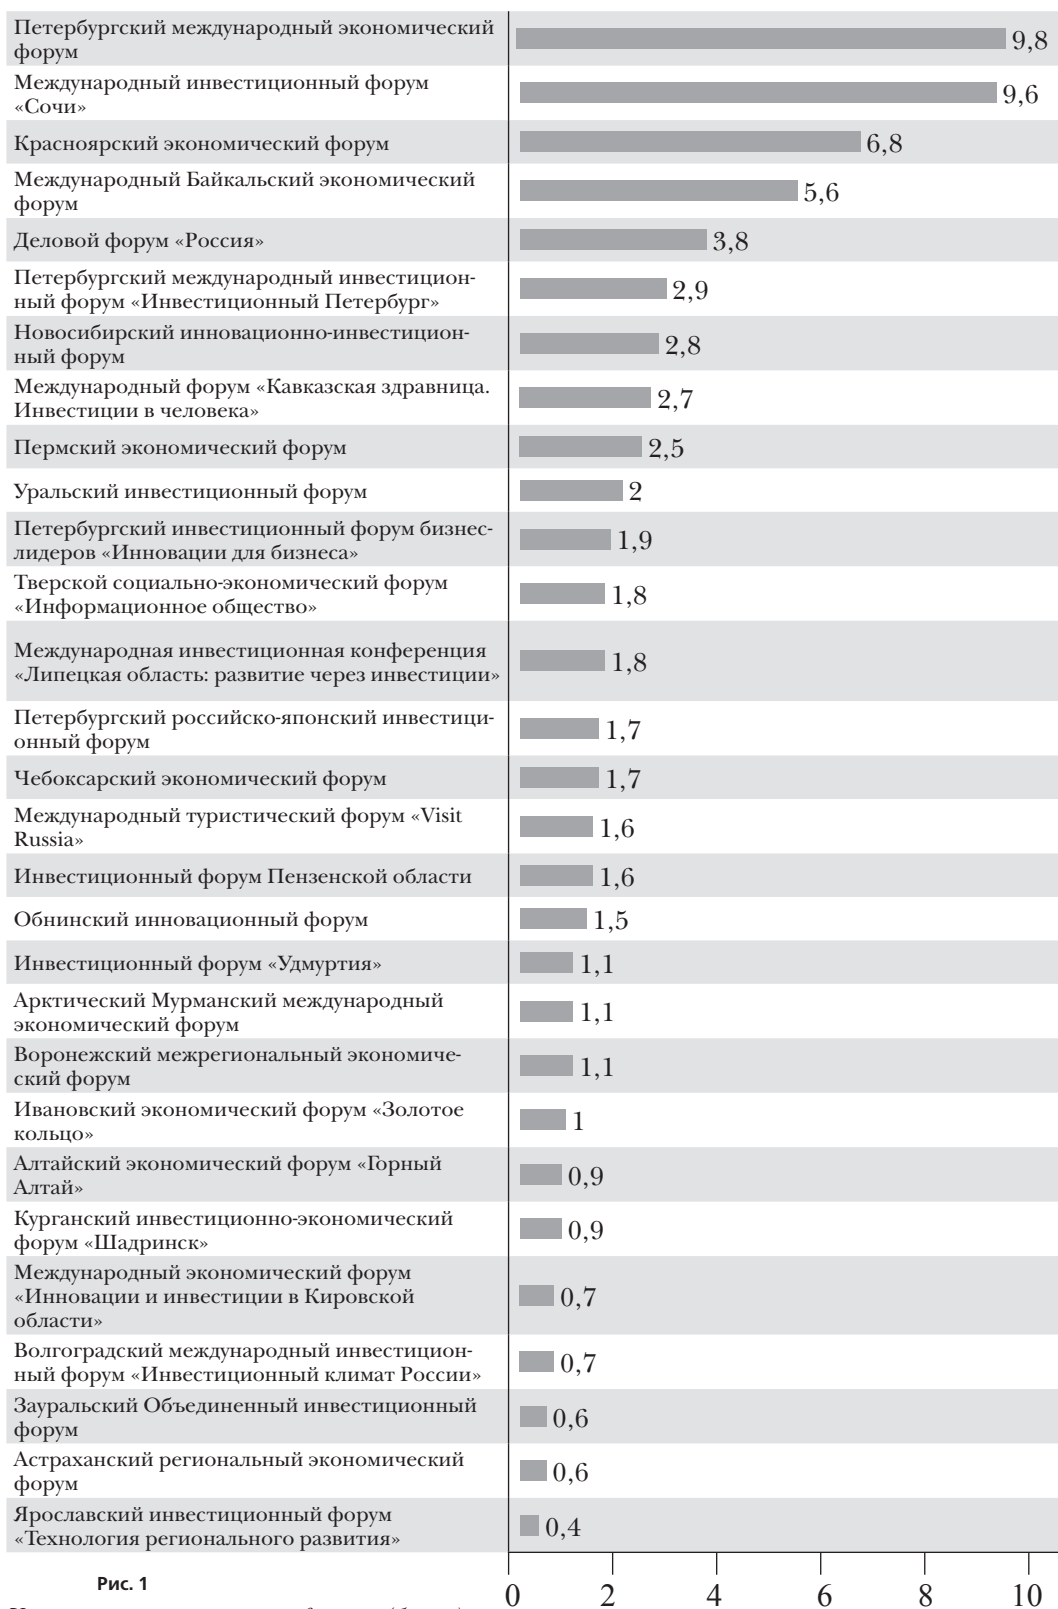 Петербургский международный экономический
форум
9,8
Международный инвестиционный форум
«Сочи»
9,6
Красноярский экономический форум
6,8
Международный Байкальский экономический
форум
5,6
Деловой форум «Россия»
3,8
Петербургский международный инвестицион-
ный форум «Инвестиционный Петербург»
2,9
Новосибирский инновационно-инвестицион-
ный форум
2,8
Международный форум «Кавказская здравница.
Инвестиции в человека»
2,7
Пермский экономический форум
2,5
Уральский инвестиционный форум
2
Петербургский инвестиционный форум бизнес-
лидеров «Инновации для бизнеса»
1,9
Тверской социально-экономический форум
«Информационное общество»
1,8
Международная инвестиционная конференция
«Липецкая область: развитие через инвестиции»
1,8
Петербургский российско-японский инвестици-
онный форум
1,7
Чебоксарский экономический форум
1,7
Международный туристический форум «Visit
Russia»
1,6
Инвестиционный форум Пензенской области
1,6
Обнинский инновационный форум
1,5
Инвестиционный форум «Удмуртия»
1,1
Арктический Мурманский международный
экономический форум
1,1
Воронежский межрегиональный экономиче-
ский форум
1,1
Ивановский экономический форум «Золотое
кольцо»
1
Алтайский экономический форум «Горный
Алтай»
0,9
Курганский инвестиционно-экономический
форум «Шадринск»
0,9
Международный экономический форум
«Инновации и инвестиции в Кировской
области»
0,7
Волгоградский международный инвестицион-
ный форум «Инвестиционный климат России»
0,7
Зауральский Объединенный инвестиционный
форум
0,6
Астраханский региональный экономический
форум
0,6
Ярославский инвестиционный форум
«Технология регионального развития»
0,4
Рис. 1
0 2 4 6 8 10